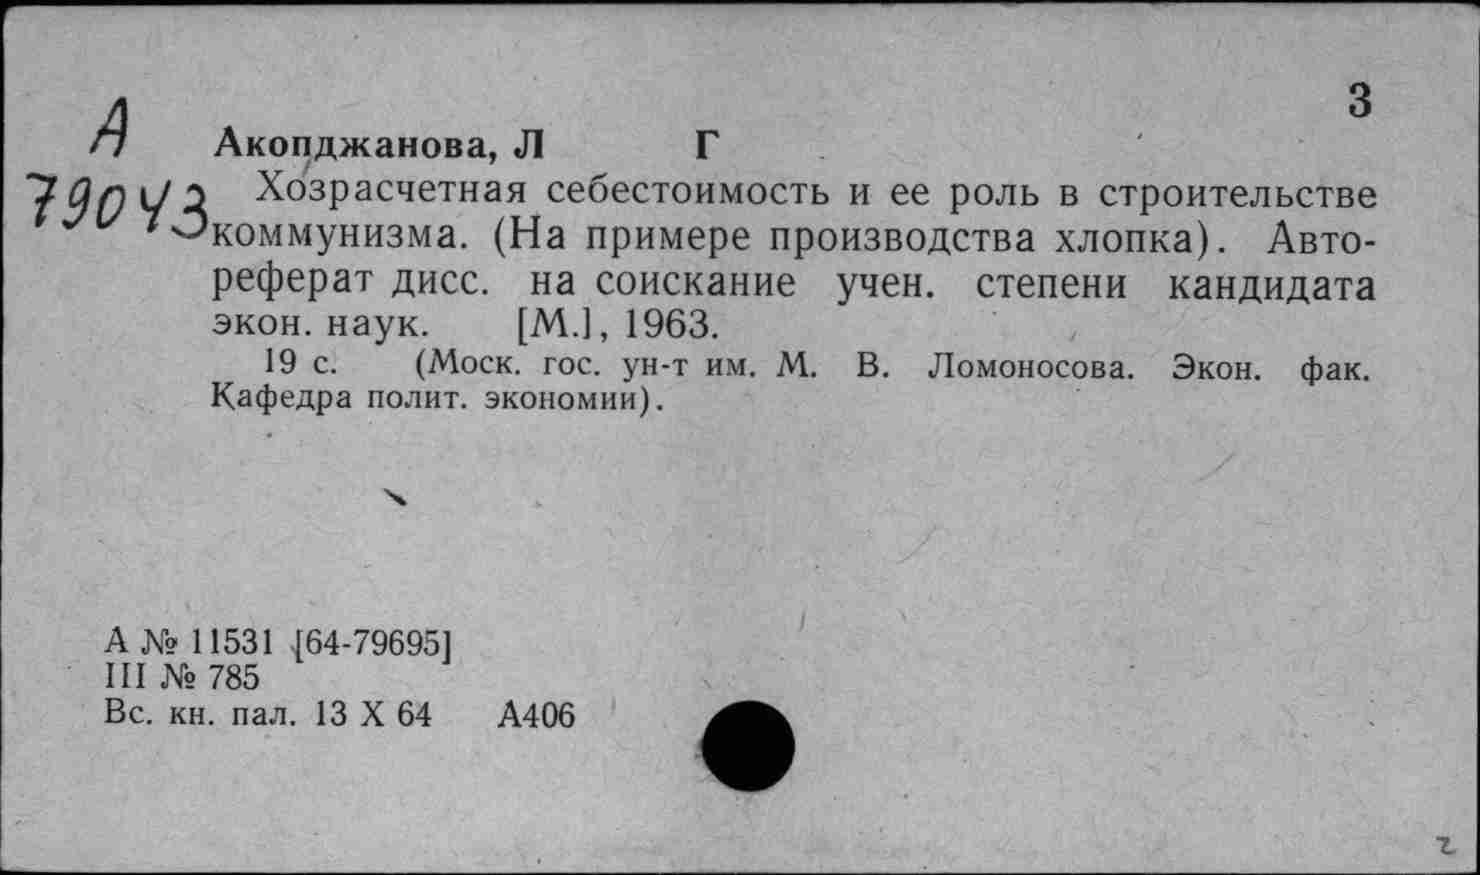 3
А
Акопджанова, Л Г
79043
Хозрасчетная себестоимость и ее роль в строительстве
коммунизма. (На примере производства хлопка). Авто-
реферат дисс. на соискание учен. степени кандидата
экон. наук. [М.], 1963.
19 с. (Моск. гос. ун-т им. М. В. Ломоносова. Экон. фак.
Кафедра полит. экономии).
А № 11531 [64-79695]
III № 785
Вс. кн. пал. 13 X 64 А406
г